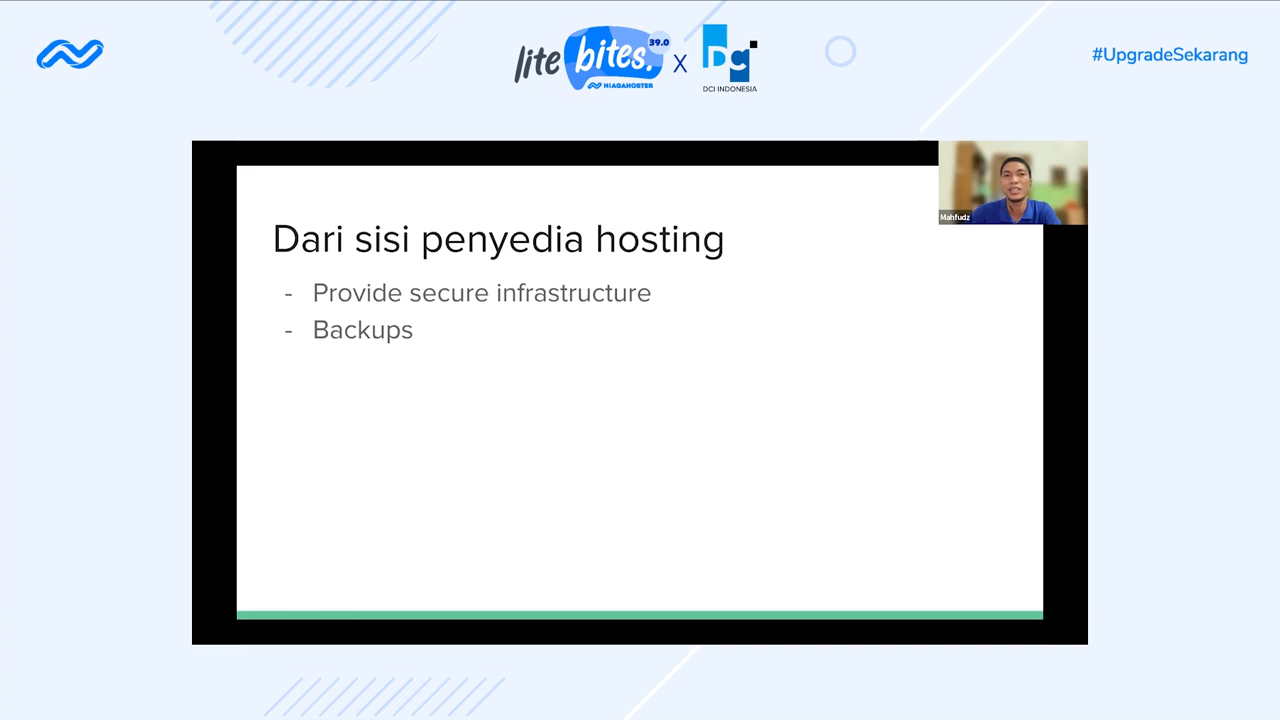 lite bites. 39.0
NIAGAHOSTER
X
DCI INDONESIA
#UpgradeSekarang
Mahfudz
Dari sisi penyedia hosting
- Provide secure infrastructure
- Backups